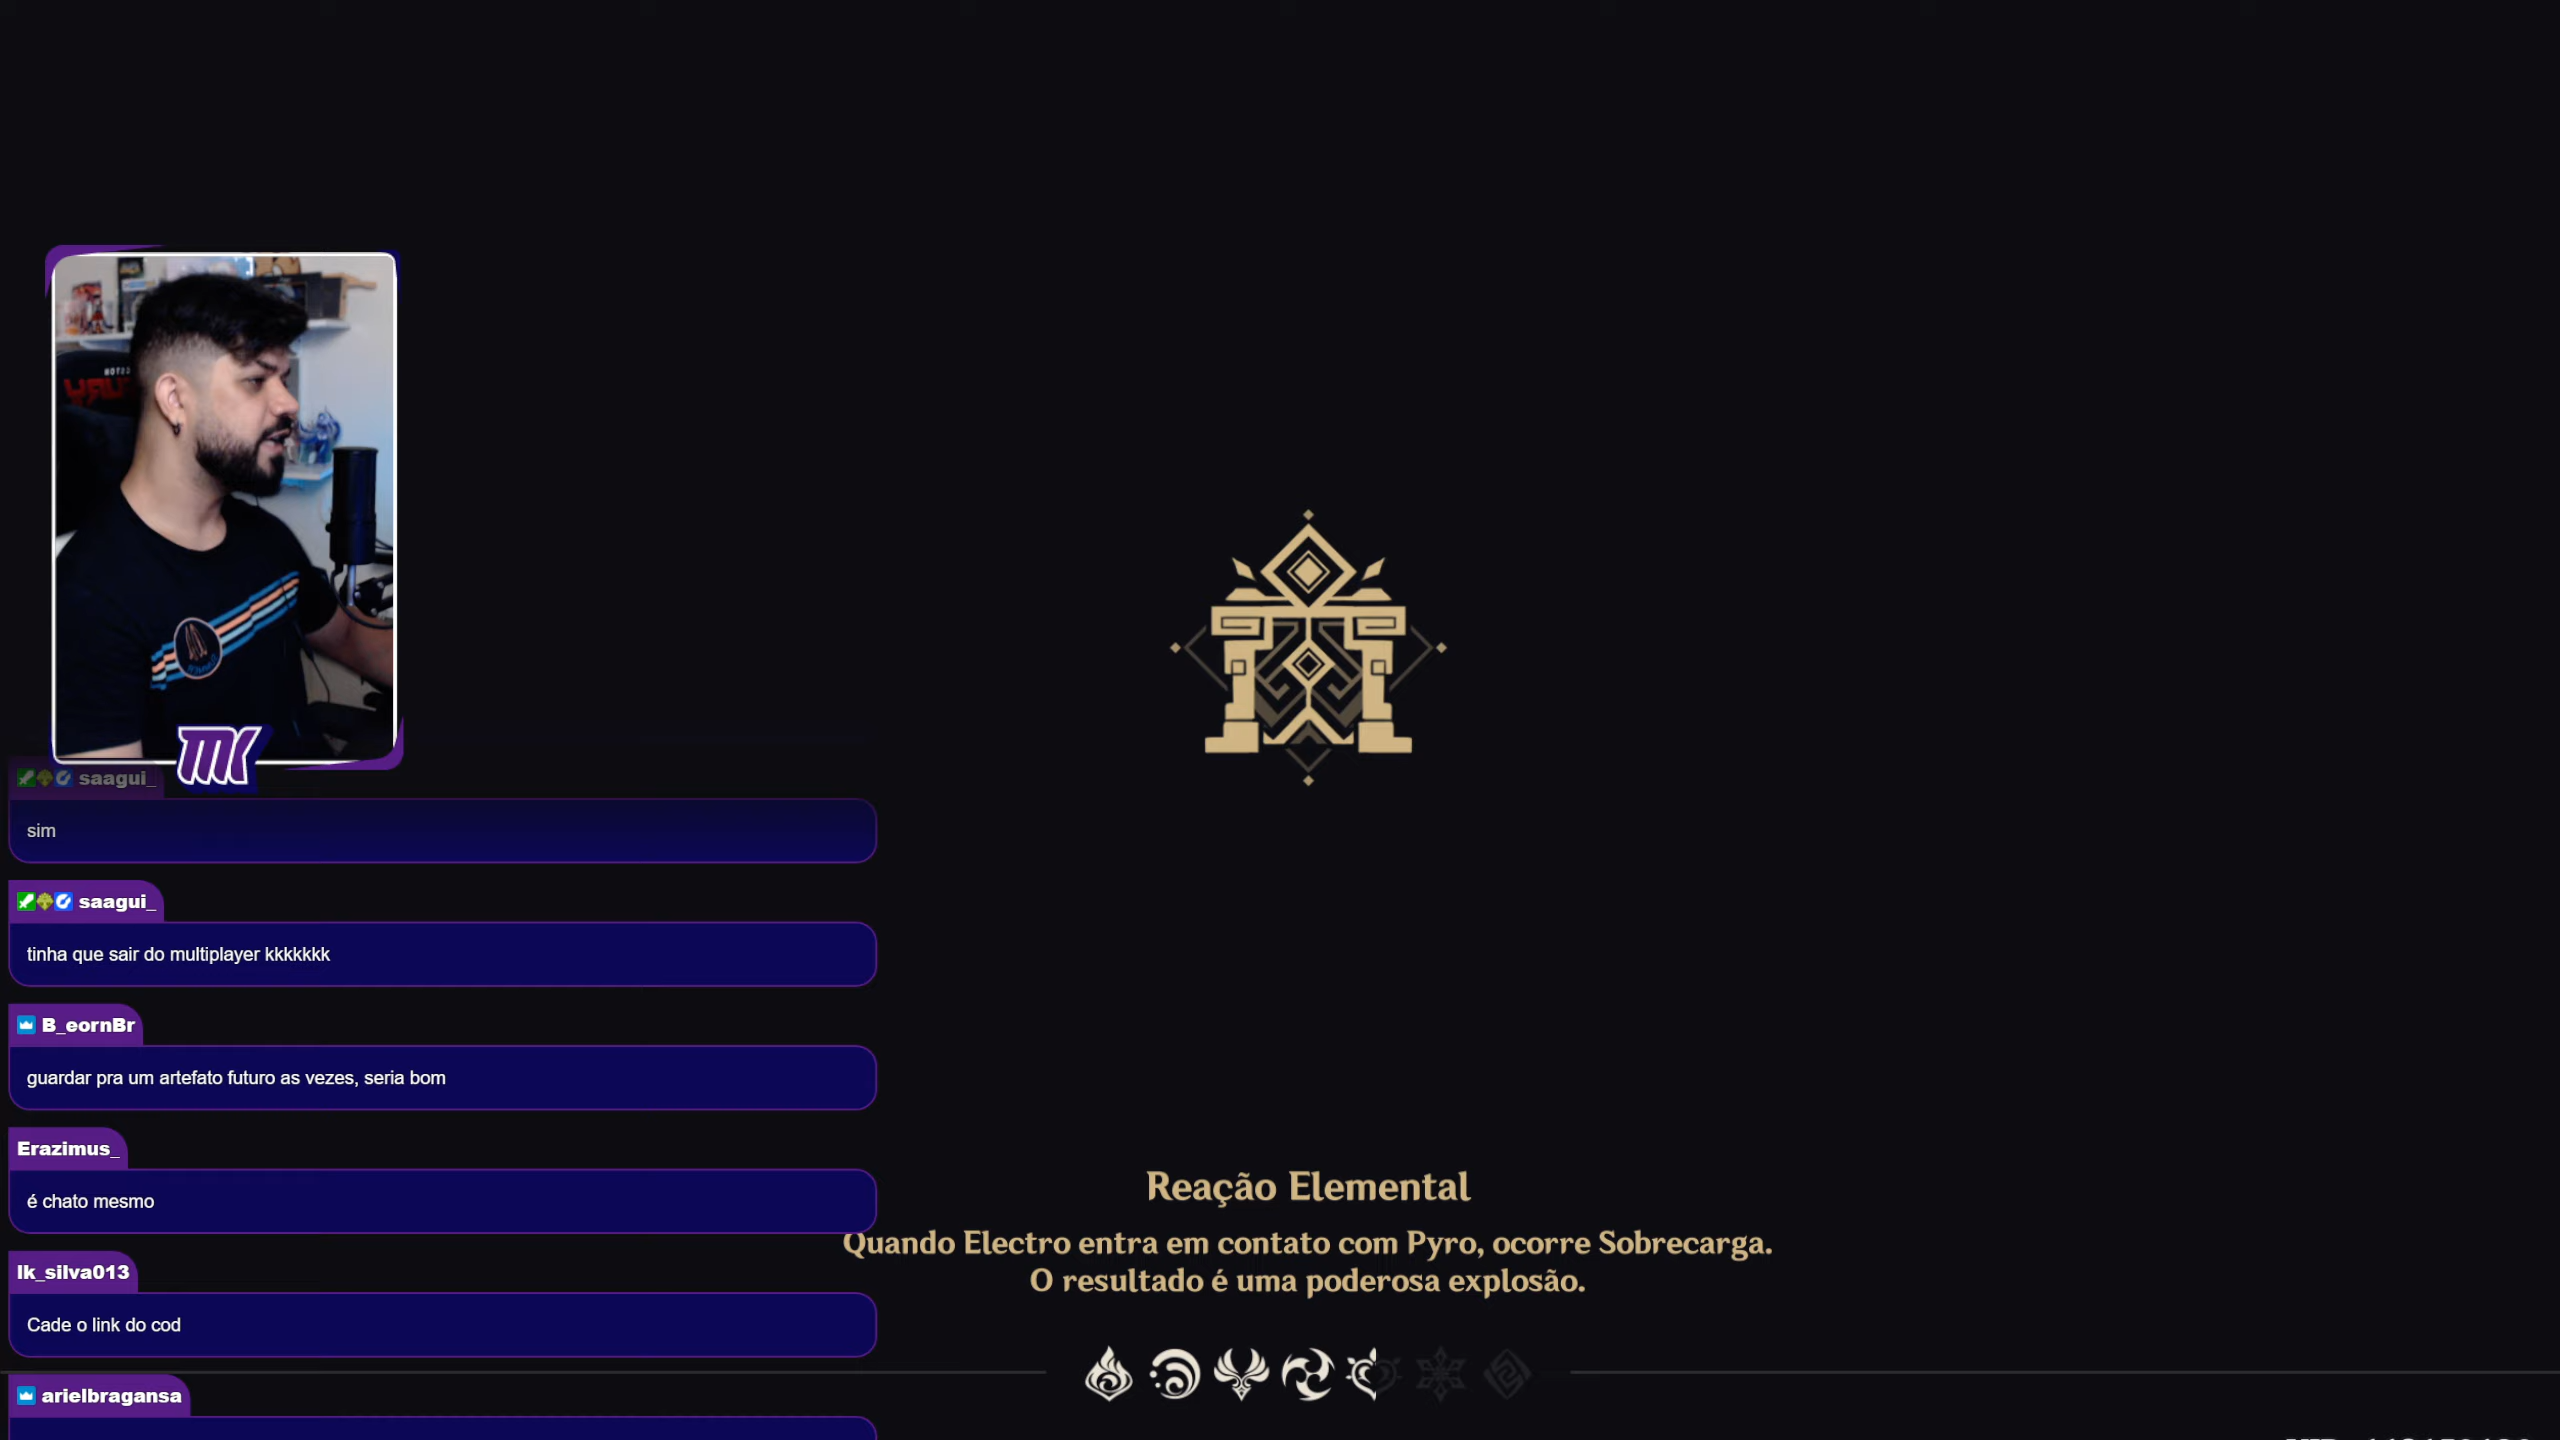 MK
saagui_
sim
saagui_
tinha que sair do multiplayer kkkkkkk
B_eornBr
guardar pra um artefato futuro as vezes, seria bom
Erazimus_
é chato mesmo
lk_silva013
Cade o link do cod
arielbragansa
Reação Elemental
Quando Electro entra em contato com Pyro, ocorre Sobrecarga.
O resultado é uma poderosa explosão.